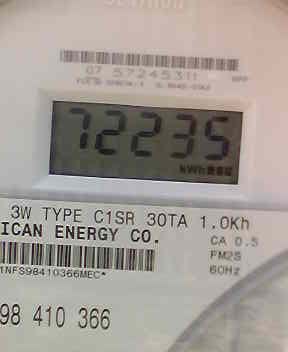 07 57245311
72235
kWh
3W TYPE C1SR 30TA 1.0Kh
ICAN ENERGY CO.
CA 0.5
FM2S
60Hz
1NFS98410366MEC*
98 410 366